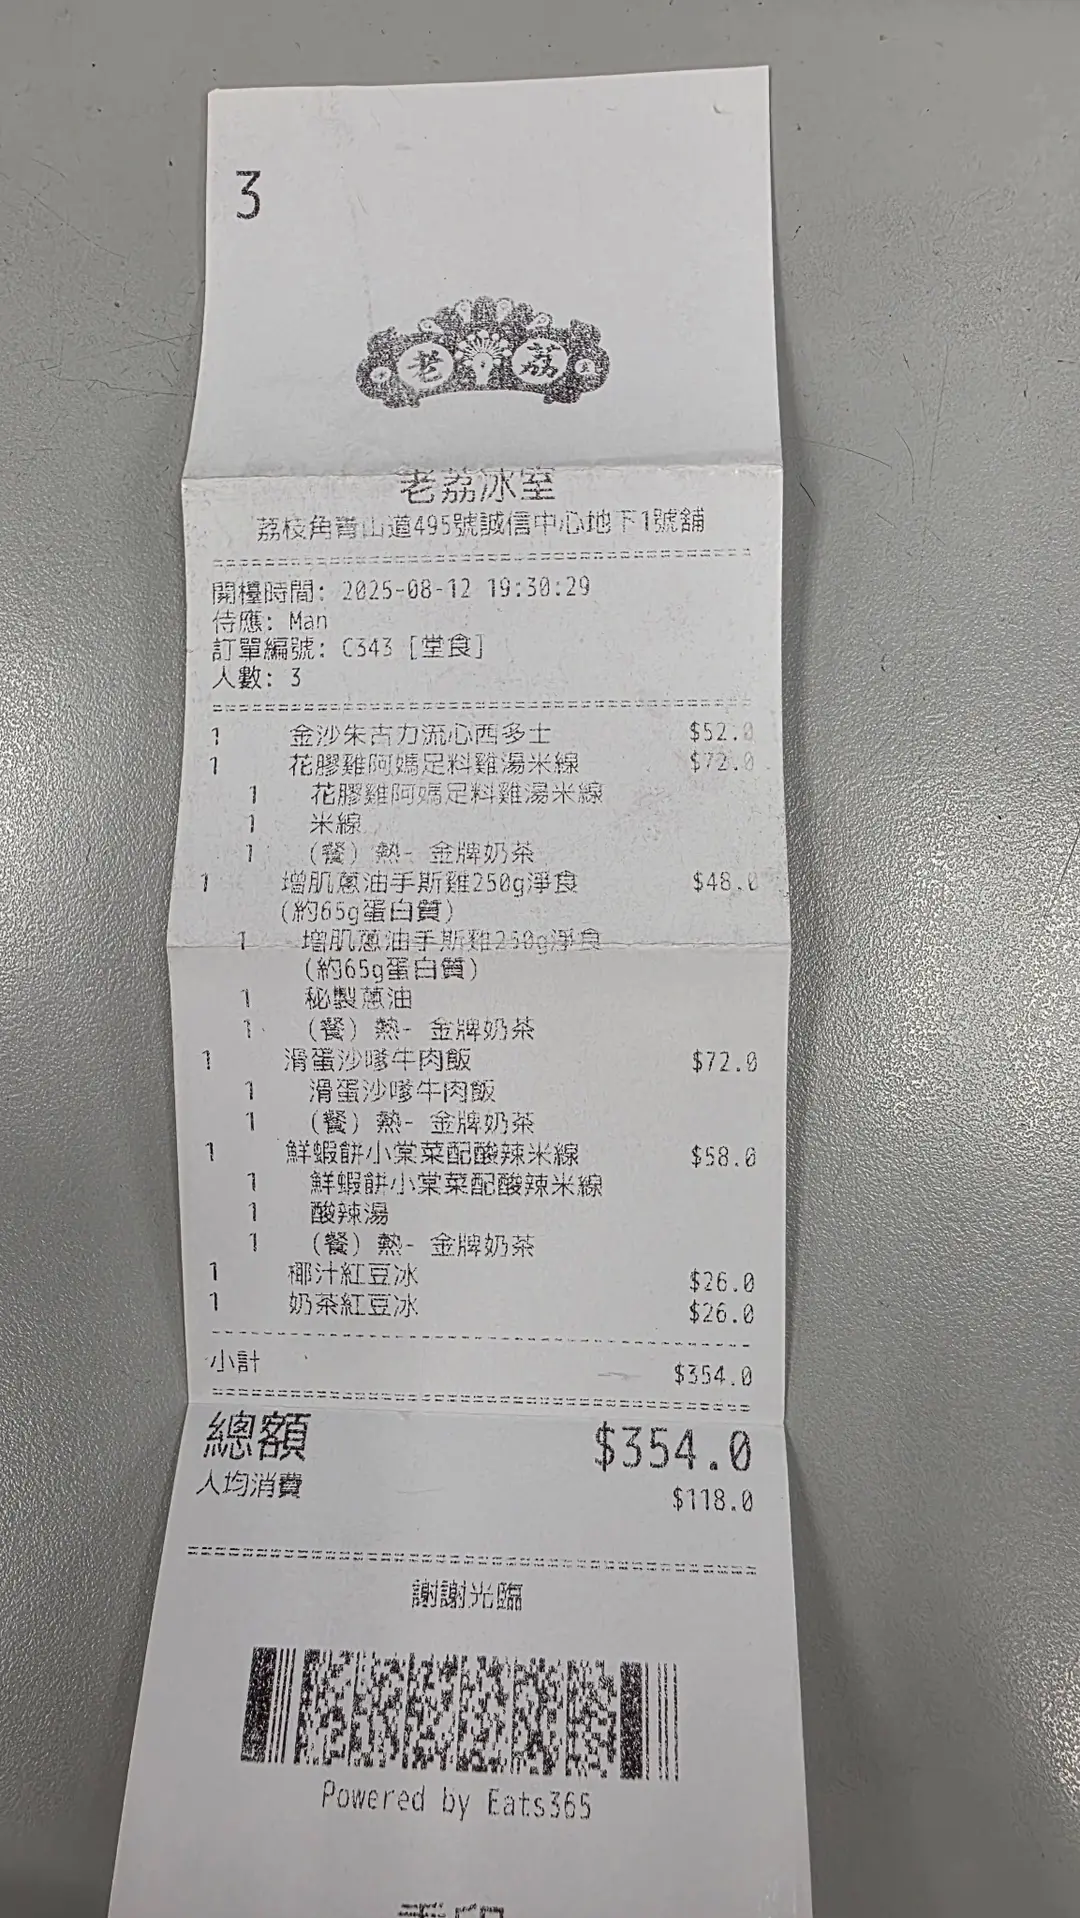 3
老 荔
老荔冰室
荔枝角青山道495號誠信中心地下1號舖
開檯時間: 2025-08-12 19:30:29
侍應: Man
訂單編號: C343 [堂食]
人數: 3
1 金沙朱古力流心西多士 $52.0
1 花膠雞阿媽足料雞湯米線 $72.0
1 花膠雞阿媽足料雞湯米線
1 米線
1 (餐) 熱- 金牌奶茶
1 增肌蔥油手斯雞250g淨食 $48.0
(約65g蛋白質)
1 增肌蔥油手斯雞250g淨食
(約65g蛋白質)
1 秘製蔥油
1 (餐) 熱- 金牌奶茶
1 滑蛋沙嗲牛肉飯 $72.0
1 滑蛋沙嗲牛肉飯
1 (餐) 熱- 金牌奶茶
1 鮮蝦餅小棠菜配酸辣米線 $58.0
1 鮮蝦餅小棠菜配酸辣米線
1 酸辣湯
1 (餐) 熱- 金牌奶茶
1 椰汁紅豆冰 $26.0
1 奶茶紅豆冰 $26.0
小計 $354.0
總額 $354.0
人均消費 $118.0
謝謝光臨
Powered by Eats365